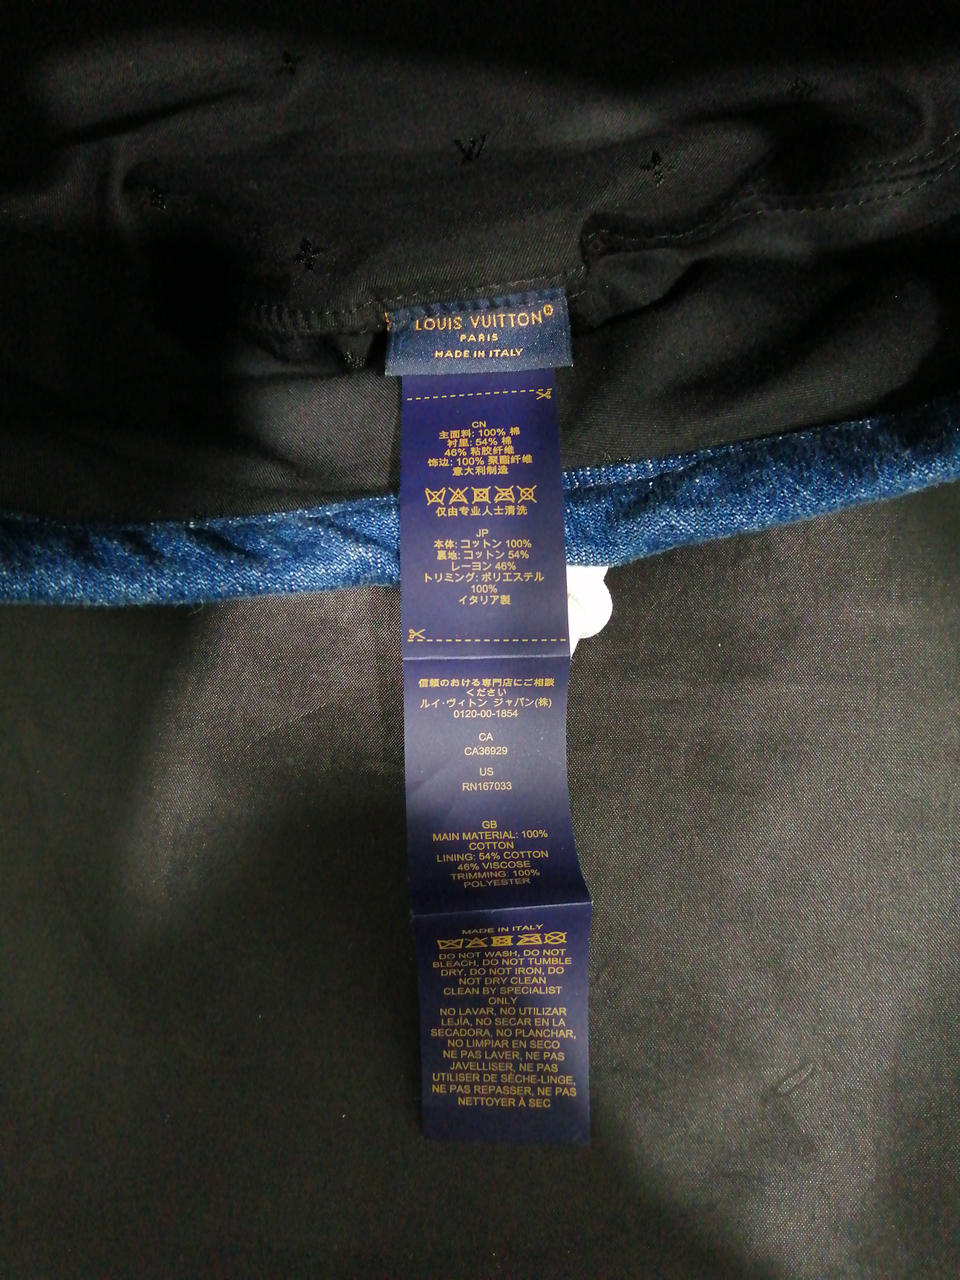 LOUIS VUITTON®
PARIS
MADE IN ITALY
CN
主面料: 100% 棉
衬里: 54% 棉
46% 粘胶纤维
饰边: 100% 聚酯纤维
意大利制造
仅由专业人士清洗
JP
本体: コットン 100%
裏地: コットン 54%
レーヨン 46%
トリミング: ポリエステル
100%
イタリア製
信頼のおける専門店にご相談
ください
ルイ・ヴィトン ジャパン(株)
0120-00-1854
CA
CA36929
US
RN167033
GB
MAIN MATERIAL: 100%
COTTON
LINING: 54% COTTON
46% VISCOSE
TRIMMING: 100%
POLYESTER
MADE IN ITALY
DO NOT WASH, DO NOT
BLEACH, DO NOT TUMBLE
DRY, DO NOT IRON, DO
NOT DRY CLEAN
CLEAN BY SPECIALIST
ONLY
NO LAVAR, NO UTILIZAR
LEJÍA, NO SECAR EN LA
SECADORA, NO PLANCHAR,
NO LIMPIAR EN SECO
NE PAS LAVER, NE PAS
JAVELLISER, NE PAS
UTILISER DE SÈCHE-LINGE,
NE PAS REPASSER, NE PAS
NETTOYER À SEC